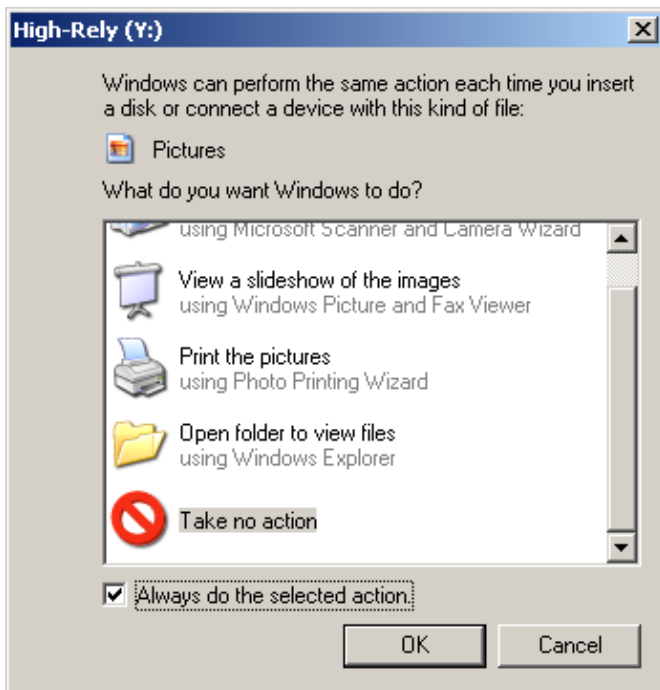 High-Rely (Y:)
Windows can perform the same action each time you insert
a disk or connect a device with this kind of file:
Pictures
What do you want Windows to do?
using Microsoft Scanner and Camera Wizard
View a slideshow of the images
using Windows Picture and Fax Viewer
Print the pictures
using Photo Printing Wizard
Open folder to view files
using Windows Explorer
Take no action
Always do the selected action.
OK
Cancel